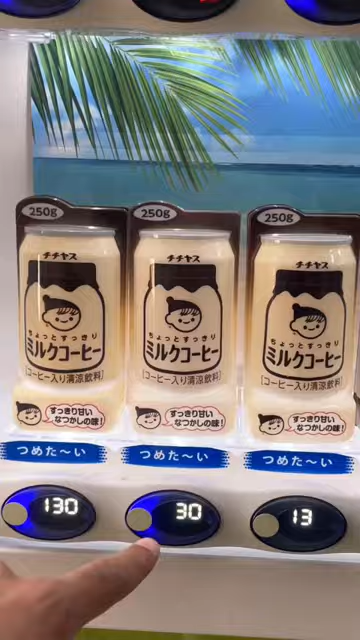 250g
チチヤス
ちょっとすっきり
ミルクコーヒー
[コーヒー入り清涼飲料]
すっきり甘い
なつかしの味!
つめた〜い
130
250g
チチヤス
ちょっとすっきり
ミルクコーヒー
[コーヒー入り清涼飲料]
すっきり甘い
なつかしの味!
つめた〜い
30
250g
チチヤス
ちょっとすっきり
ミルクコーヒー
[コーヒー入り清涼飲料]
すっきり甘い
なつかしの味!
つめた〜い
13